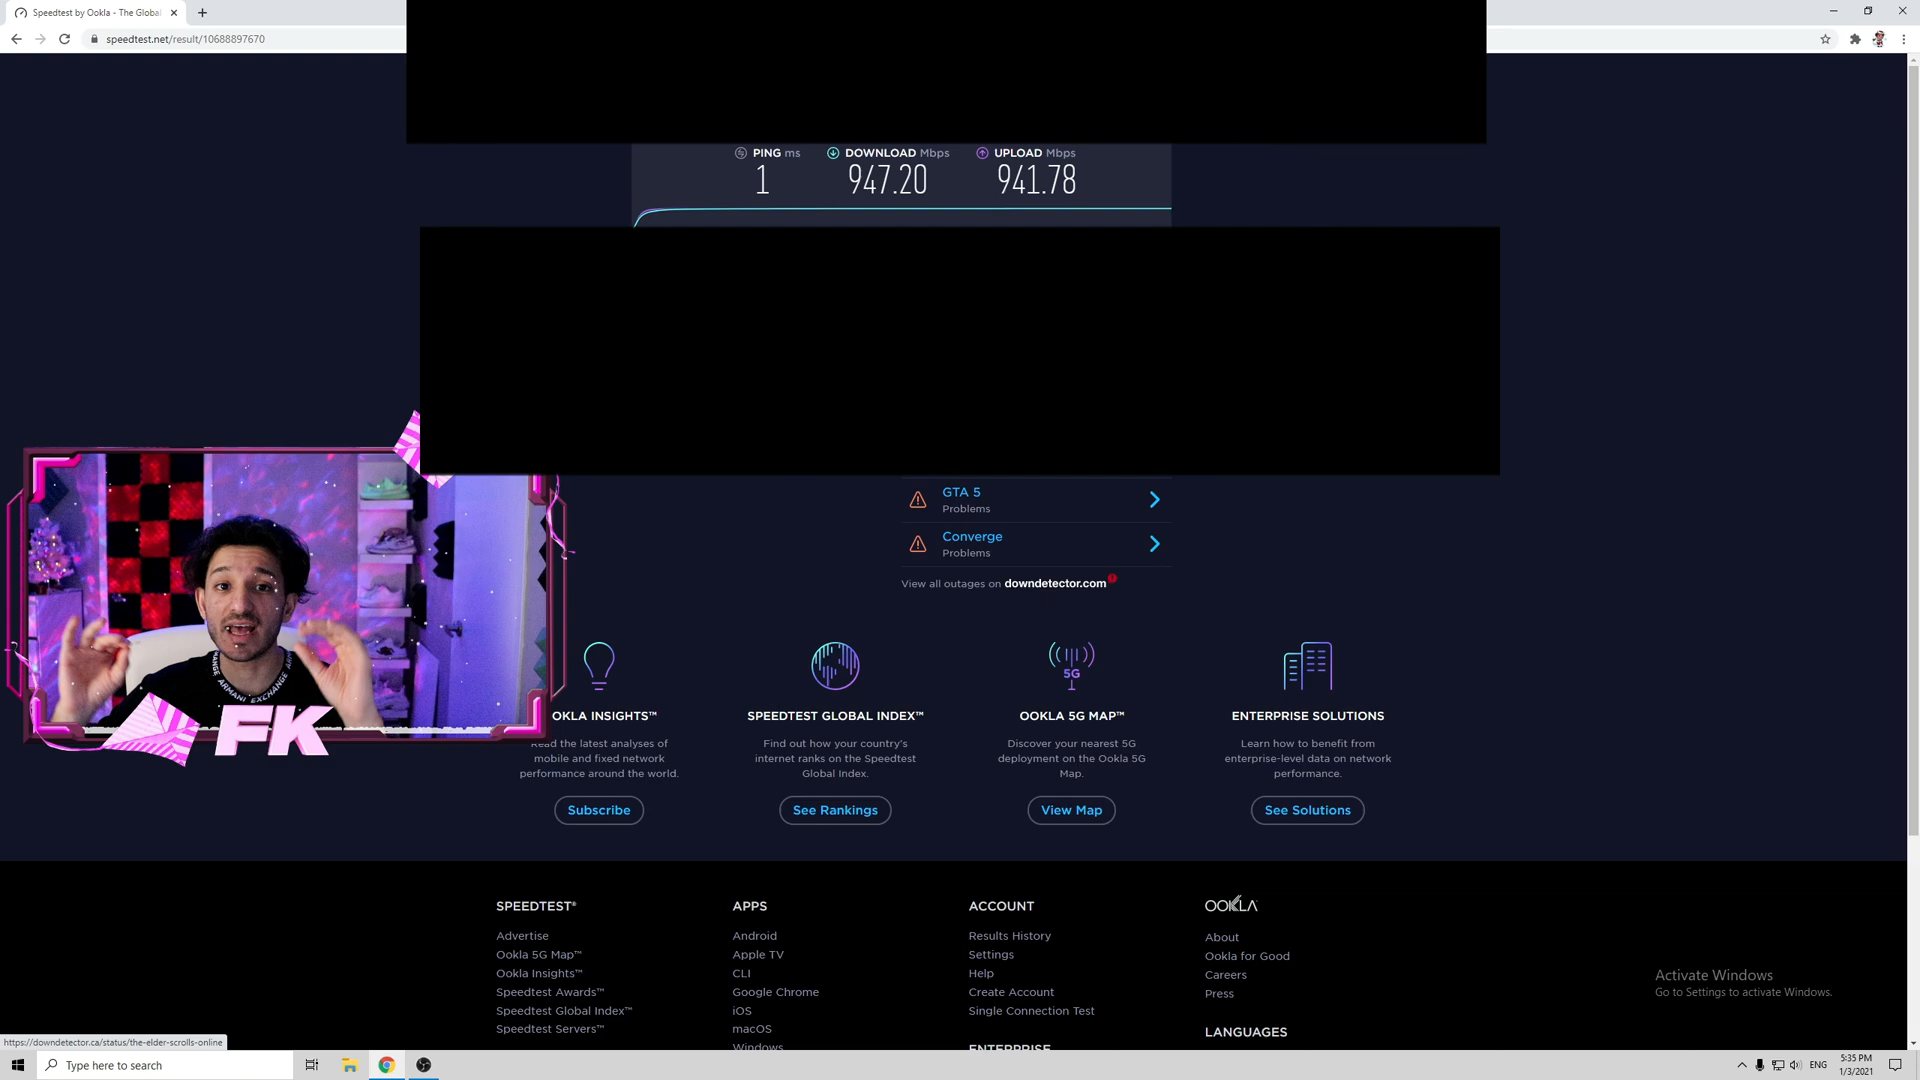 Speedtest by Ookla - The Global
speedtest.net/result/10688897670
PING ms
DOWNLOAD Mbps
UPLOAD Mbps
1
947.20
941.78
GTA 5
Problems
Converge
Problems
View all outages on downdetector.com
5G
ARMANI EXCHANGE
FK
OKLA INSIGHTS™
Read the latest analyses of
mobile and fixed network
performance around the world.
Subscribe
SPEEDTEST GLOBAL INDEX™
Find out how your country's
internet ranks on the Speedtest
Global Index.
See Rankings
OOKLA 5G MAP™
Discover your nearest 5G
deployment on the Ookla 5G
Map.
View Map
ENTERPRISE SOLUTIONS
Learn how to benefit from
enterprise-level data on network
performance.
See Solutions
SPEEDTEST®
Advertise
Ookla 5G Map™
Ookla Insights™
Speedtest Awards™
Speedtest Global Index™
Speedtest Servers™
APPS
Android
Apple TV
CLI
Google Chrome
iOS
macOS
Windows
ACCOUNT
Results History
Settings
Help
Create Account
Single Connection Test
ENTERPRISE
OOKLA
About
Ookla for Good
Careers
Press
LANGUAGES
Activate Windows
Go to Settings to activate Windows.
https://downdetector.ca/status/the-elder-scrolls-online
Type here to search
ENG
5:35 PM
1/3/2021